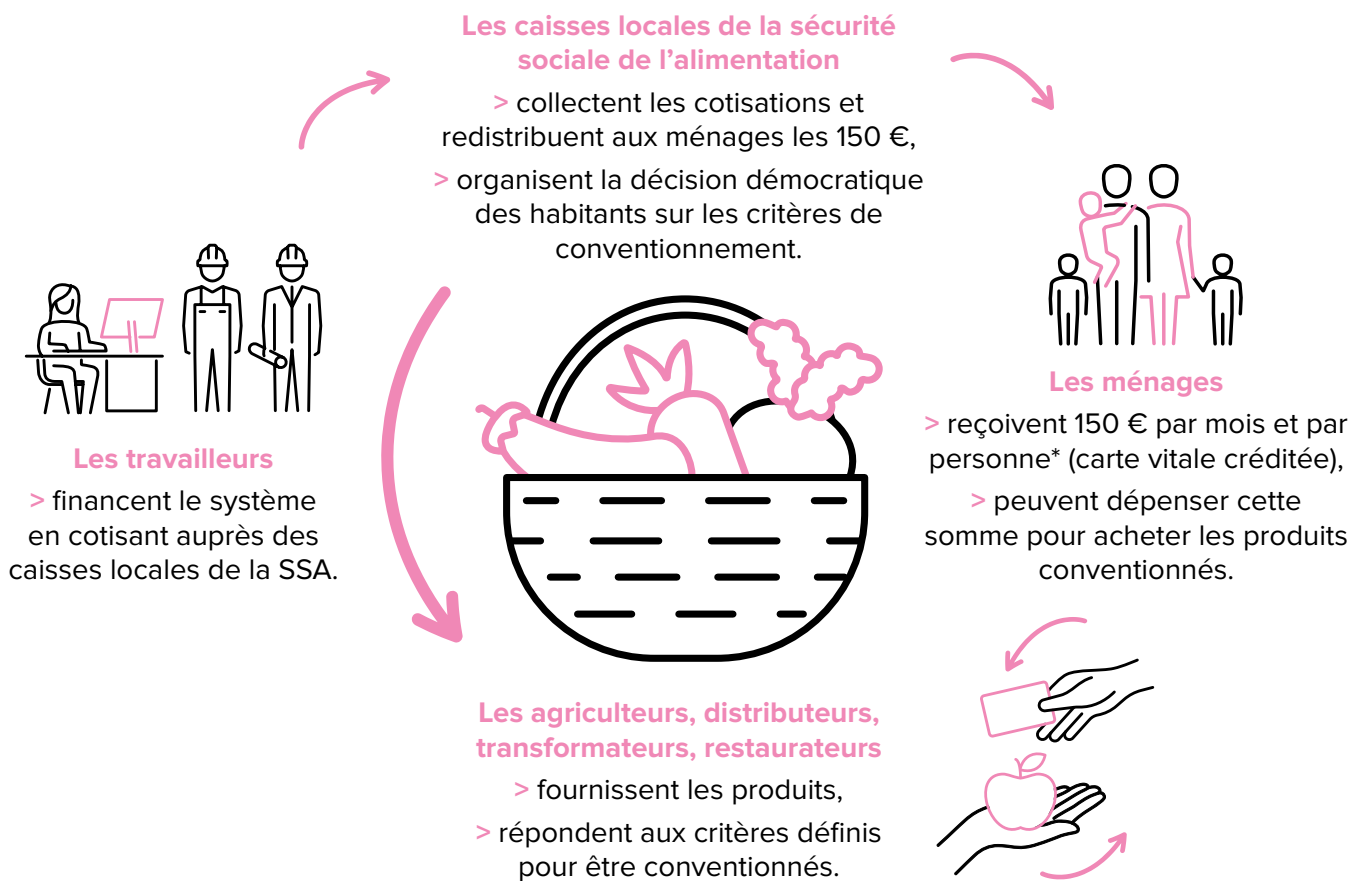 Les caisses locales de la sécurité
sociale de l’alimentation
> collectent les cotisations et
redistribuent aux ménages les 150 €,
> organisent la décision démocratique
des habitants sur les critères de
conventionnement.
Les travailleurs
> financent le système
en cotisant auprès des
caisses locales de la SSA.
Les ménages
> reçoivent 150 € par mois et par
personne* (carte vitale créditée),
> peuvent dépenser cette
somme pour acheter les produits
conventionnés.
Les agriculteurs, distributeurs,
transformateurs, restaurateurs
> fournissent les produits,
> répondent aux critères définis
pour être conventionnés.